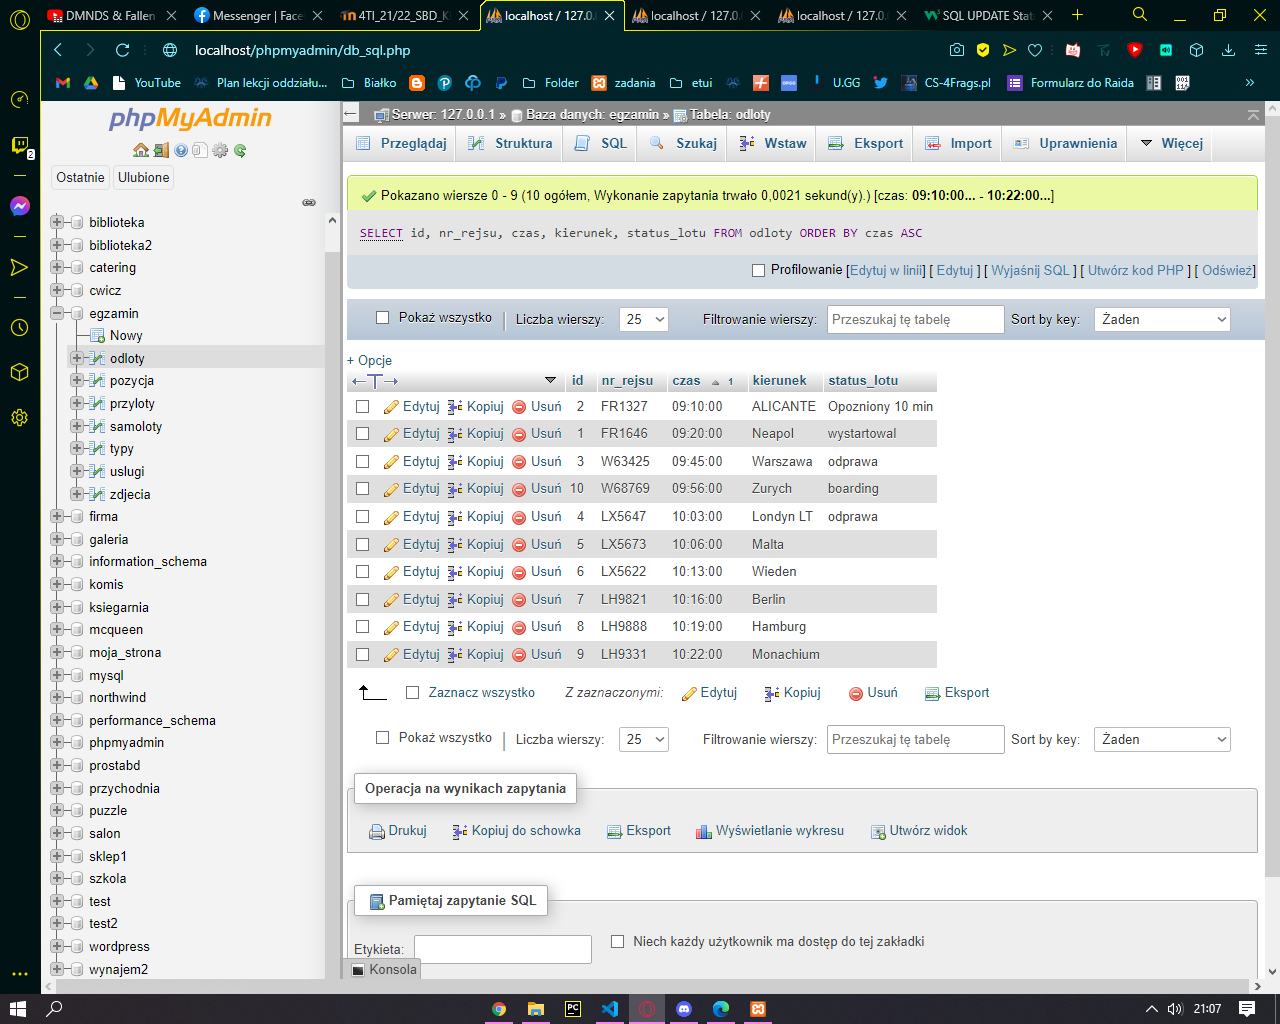 DMNDS & Fallen
Messenger | Face
4TI_21/22_SBD_K
localhost / 127.0.
localhost / 127.0.
localhost / 127.0.
SQL UPDATE Stat
localhost/phpmyadmin/db_sql.php
YouTube
Plan lekcji oddziału...
Białko
Folder
zadania
etui
U.GG
CS-4Frags.pl
Formularz do Raida
phpMyAdmin
Ostatnie
Ulubione
biblioteka
biblioteka2
catering
cwicz
egzamin
Nowy
odloty
pozycja
przyloty
samoloty
typy
uslugi
zdjecia
firma
galeria
information_schema
komis
ksiegarnia
mcqueen
moja_strona
mysql
northwind
performance_schema
phpmyadmin
prostabd
przychodnia
puzzle
salon
sklep1
szkola
test
test2
wordpress
wynajem2
Serwer: 127.0.0.1 » Baza danych: egzamin » Tabela: odloty
Przeglądaj Struktura SQL Szukaj Wstaw Eksport Import Uprawnienia Więcej
Pokazano wiersze 0 - 9 (10 ogółem, Wykonanie zapytania trwało 0,0021 sekund(y).) [czas: 09:10:00... - 10:22:00...]
SELECT id, nr_rejsu, czas, kierunek, status_lotu FROM odloty ORDER BY czas ASC
Profilowanie [Edytuj w linii] [ Edytuj ] [ Wyjaśnij SQL ] [ Utwórz kod PHP ] [ Odśwież]
Pokaż wszystko | Liczba wierszy: 25 Filtrowanie wierszy: Przeszukaj tę tabelę Sort by key: Żaden
+ Opcje
id nr_rejsu czas 1 kierunek status_lotu
Edytuj Kopiuj Usuń 2 FR1327 09:10:00 ALICANTE Opozniony 10 min
Edytuj Kopiuj Usuń 1 FR1646 09:20:00 Neapol wystartowal
Edytuj Kopiuj Usuń 3 W63425 09:45:00 Warszawa odprawa
Edytuj Kopiuj Usuń 10 W68769 09:56:00 Zurych boarding
Edytuj Kopiuj Usuń 4 LX5647 10:03:00 Londyn LT odprawa
Edytuj Kopiuj Usuń 5 LX5673 10:06:00 Malta
Edytuj Kopiuj Usuń 6 LX5622 10:13:00 Wieden
Edytuj Kopiuj Usuń 7 LH9821 10:16:00 Berlin
Edytuj Kopiuj Usuń 8 LH9888 10:19:00 Hamburg
Edytuj Kopiuj Usuń 9 LH9331 10:22:00 Monachium
Zaznacz wszystko Z zaznaczonymi: Edytuj Kopiuj Usuń Eksport
Pokaż wszystko | Liczba wierszy: 25 Filtrowanie wierszy: Przeszukaj tę tabelę Sort by key: Żaden
Operacja na wynikach zapytania
Drukuj Kopiuj do schowka Eksport Wyświetlanie wykresu Utwórz widok
Pamiętaj zapytanie SQL
Etykieta: Niech każdy użytkownik ma dostęp do tej zakładki
Konsola
2
21:07